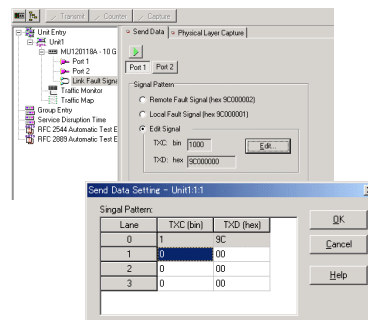 Transmit Counter Capture
Unit Entry
Unit1
MU120118A - 10 G
Port 1
Port 2
Link Fault Signa
Traffic Monitor
Traffic Map
Group Entry
Service Disruption Time
RFC 2544 Automatic Test E
RFC 2889 Automatic Test E
Send Data Physical Layer Capture
Port 1 Port 2
Signal Pattern
Remote Fault Signal (hex 9C000002)
Local Fault Signal (hex 9C000001)
Edit Signal
TXC: bin 1000
Edit...
TXD: hex 9C000000
Send Data Setting - Unit1:1:1
Singal Pattern:
Lane TXC (bin) TXD (hex)
0 1 9C
1 0 00
2 0 00
3 0 00
OK
Cancel
Help